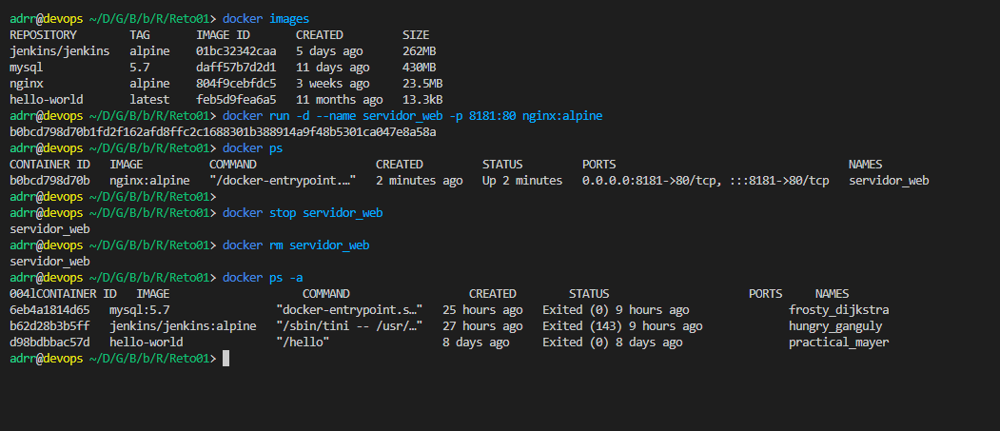 adrr@devops ~/D/G/B/b/R/Reto01> docker images
REPOSITORY        TAG       IMAGE ID       CREATED         SIZE
jenkins/jenkins   alpine    01bc32342caa   5 days ago      262MB
mysql             5.7       daff57b7d2d1   11 days ago     430MB
nginx             alpine    804f9cebfdc5   3 weeks ago     23.5MB
hello-world       latest    feb5d9fea6a5   11 months ago   13.3kB
adrr@devops ~/D/G/B/b/R/Reto01> docker run -d --name servidor_web -p 8181:80 nginx:alpine
b0bcd798d70b1fd2f162afd8ffc2c1688301b388914a9f48b5301ca047e8a58a
adrr@devops ~/D/G/B/b/R/Reto01> docker ps
CONTAINER ID   IMAGE          COMMAND                  CREATED         STATUS         PORTS                                   NAMES
b0bcd798d70b   nginx:alpine   "/docker-entrypoint.…"   2 minutes ago   Up 2 minutes   0.0.0.0:8181->80/tcp, :::8181->80/tcp   servidor_web
adrr@devops ~/D/G/B/b/R/Reto01>
adrr@devops ~/D/G/B/b/R/Reto01> docker stop servidor_web
servidor_web
adrr@devops ~/D/G/B/b/R/Reto01> docker rm servidor_web
servidor_web
adrr@devops ~/D/G/B/b/R/Reto01> docker ps -a
004lCONTAINER ID   IMAGE                    COMMAND                  CREATED        STATUS                     PORTS     NAMES
6eb4a1814d65   mysql:5.7                "docker-entrypoint.s…"   25 hours ago   Exited (0) 9 hours ago               frosty_dijkstra
b62d28b3b5ff   jenkins/jenkins:alpine   "/sbin/tini -- /usr/…"   27 hours ago   Exited (143) 9 hours ago             hungry_ganguly
d98bdbbac57d   hello-world              "/hello"                 8 days ago     Exited (0) 8 days ago                practical_mayer
adrr@devops ~/D/G/B/b/R/Reto01>